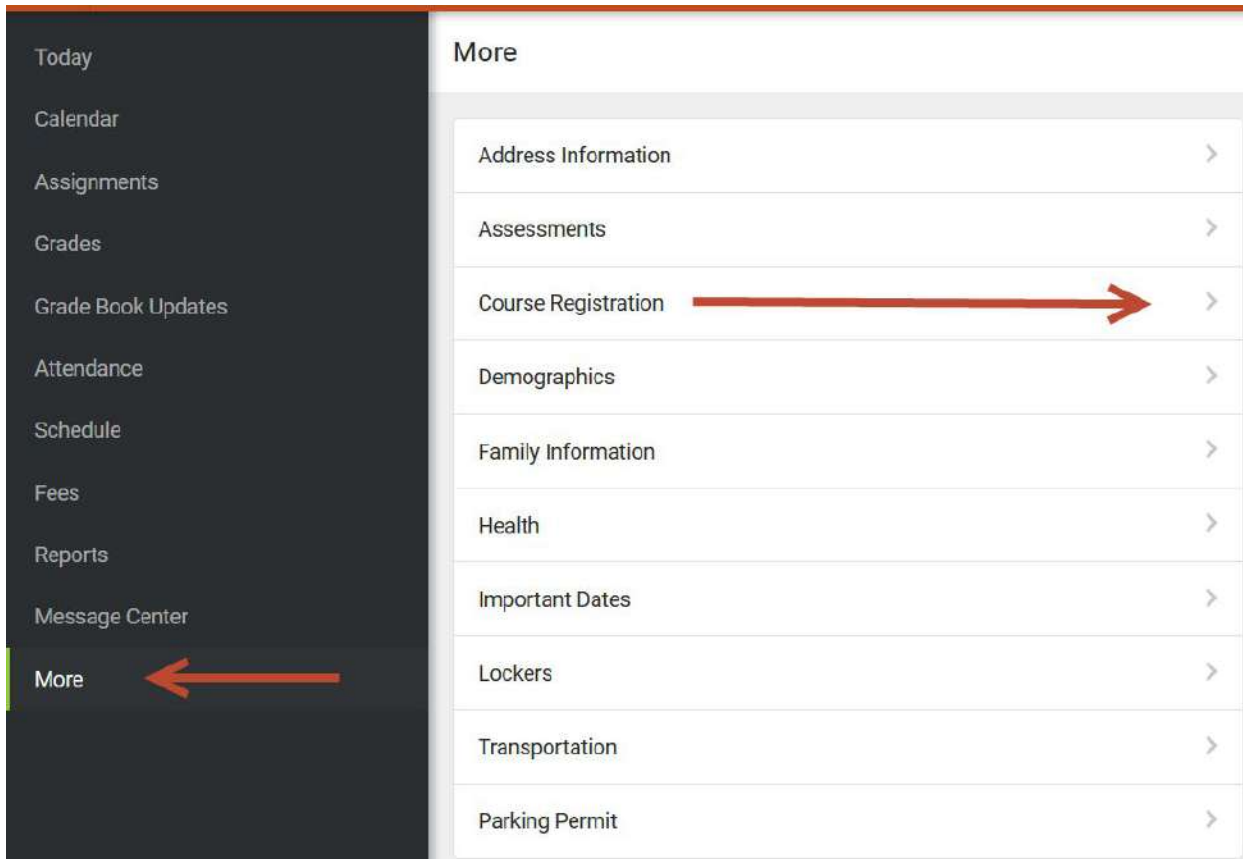 Today
Calendar
Assignments
Grades
Grade Book Updates
Attendance
Schedule
Fees
Reports
Message Center
More
More
Address Information
Assessments
Course Registration
Demographics
Family Information
Health
Important Dates
Lockers
Transportation
Parking Permit